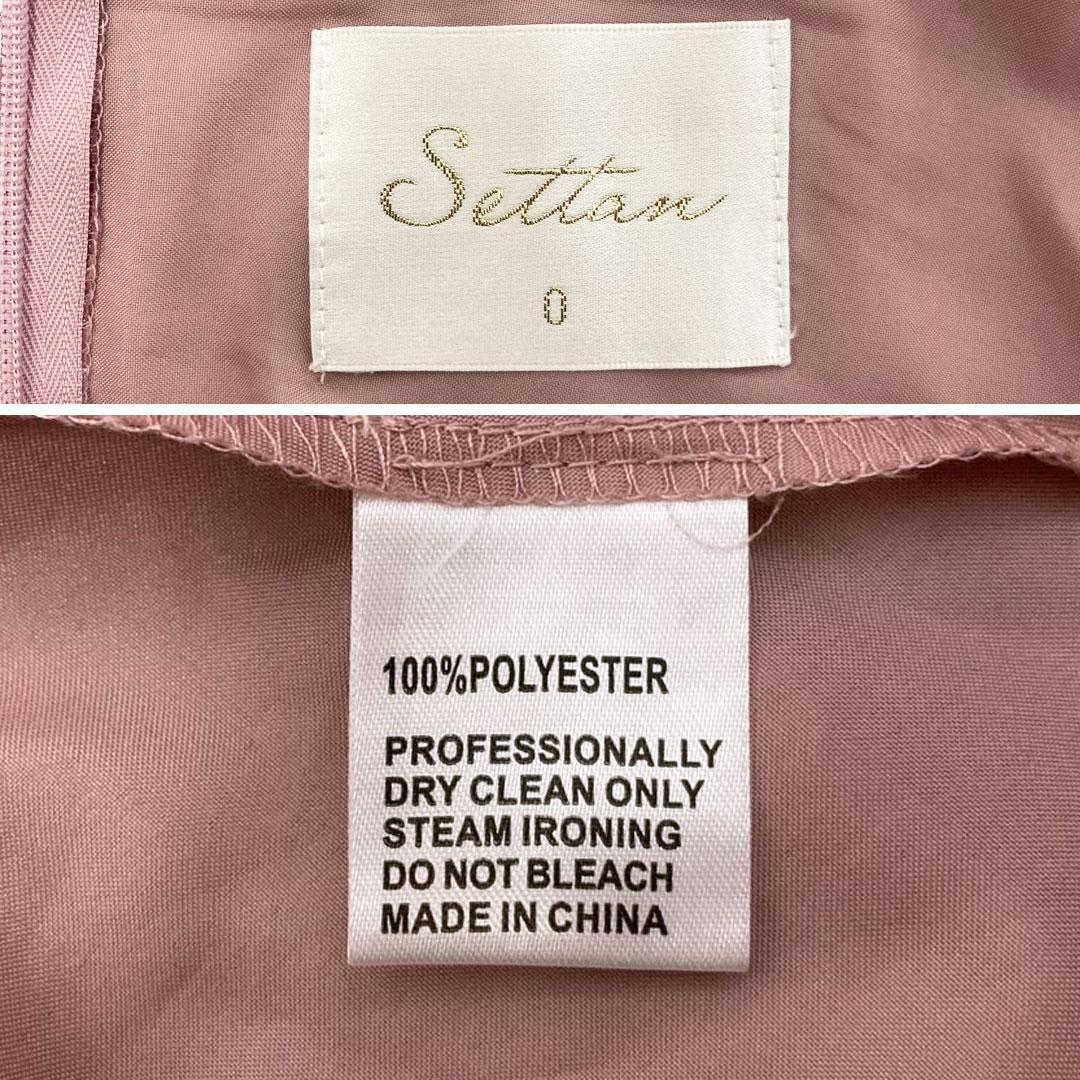 Settan
0
100%POLYESTER
PROFESSIONALLY
DRY CLEAN ONLY
STEAM IRONING
DO NOT BLEACH
MADE IN CHINA